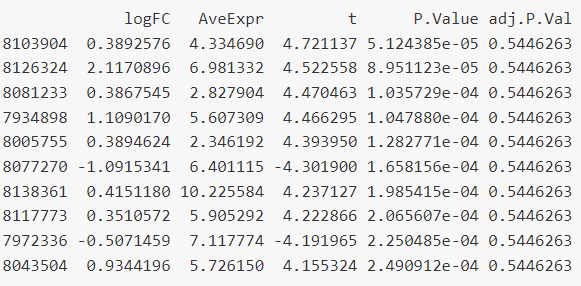 logFC AveExpr t P.Value adj.P.Val
8103904 0.3892576 4.334690 4.721137 5.124385e-05 0.5446263
8126324 2.1170896 6.981332 4.522558 8.951123e-05 0.5446263
8081233 0.3867545 2.827904 4.470463 1.035729e-04 0.5446263
7934898 1.1090170 5.607309 4.466295 1.047880e-04 0.5446263
8005755 0.3894624 2.346192 4.393950 1.282771e-04 0.5446263
8077270 -1.0915341 6.401115 -4.301900 1.658156e-04 0.5446263
8138361 0.4151180 10.225584 4.237127 1.985415e-04 0.5446263
8117773 0.3510572 5.905292 4.222866 2.065607e-04 0.5446263
7972336 -0.5071459 7.117774 -4.191965 2.250485e-04 0.5446263
8043504 0.9344196 5.726150 4.155324 2.490912e-04 0.5446263